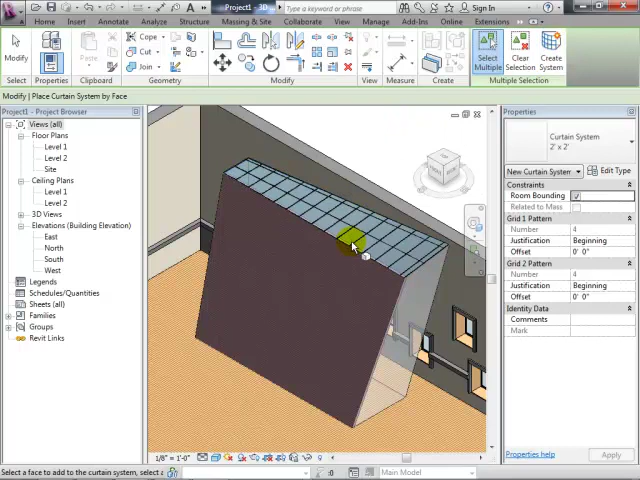 Project1 - 3D
Sign In
Home Insert Annotate Analyze Structure Massing & Site Collaborate View Manage Add-Ins Online Extensions
Modify
Properties
Paste
Cope
Cut
Join
Select
Multiple
Clear
Selection
Create
System
Select Properties Clipboard Geometry Modify View Measure Create Multiple Selection
Modify | Place Curtain System by Face
Project1 - Project Browser
Views (all)
Floor Plans
Level 1
Level 2
Site
Ceiling Plans
Level 1
Level 2
3D Views
Elevations (Building Elevation)
East
North
South
West
Legends
Schedules/Quantities
Sheets (all)
Families
Groups
Revit Links
Properties
Curtain System
2' x 2'
New Curtain System
Edit Type
Constraints
Room Bounding
Related to Mass
Grid 1 Pattern
Number 4
Justification Beginning
Offset 0' 0"
Grid 2 Pattern
Number 4
Justification Beginning
Offset 0' 0"
Identity Data
Comments
Mark
Properties help
Apply
1/8" = 1'-0"
Select a face to add to the curtain system, select a
:0
Main Model